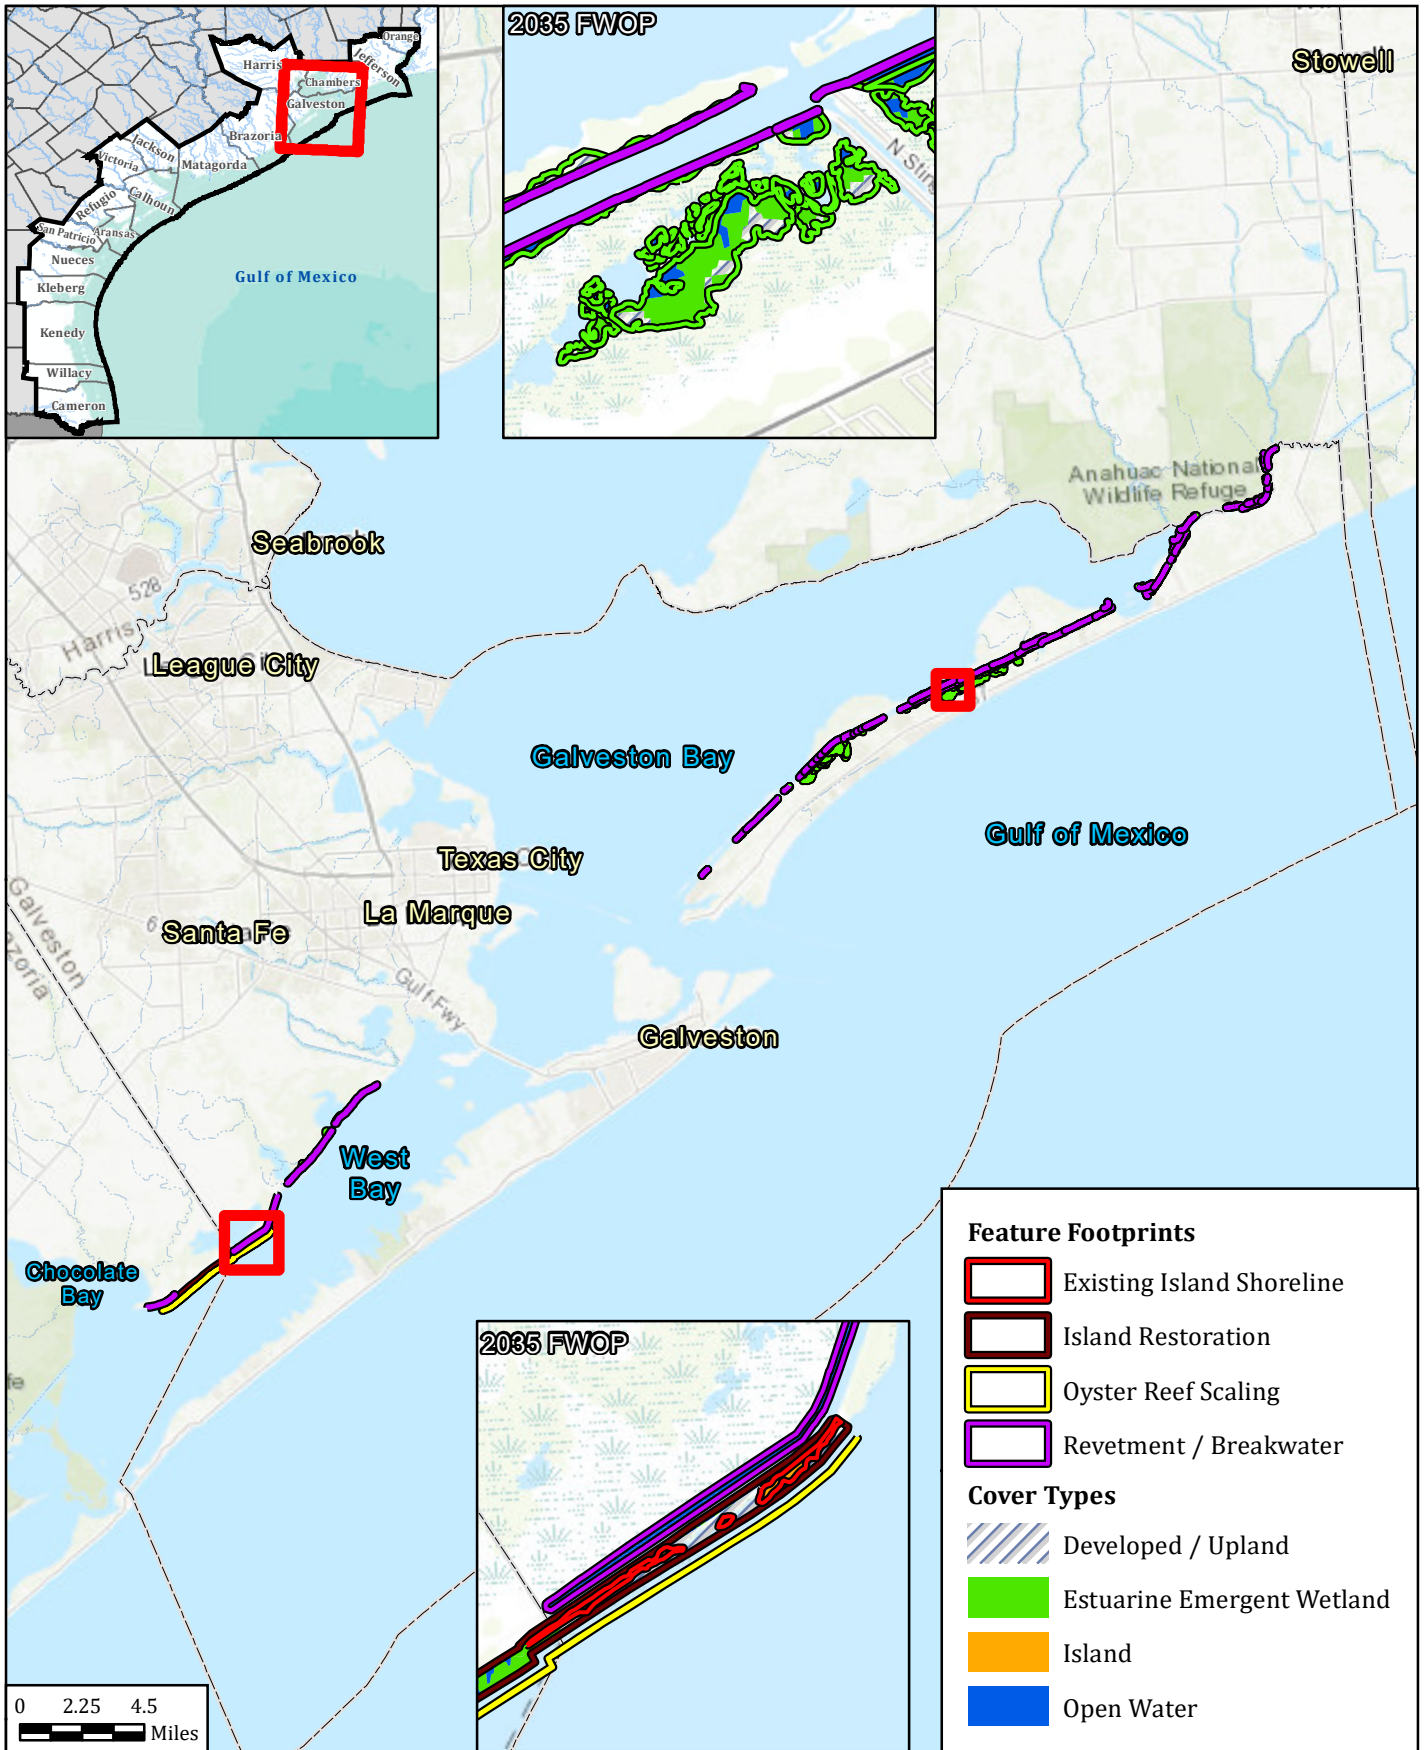 Orange
Harris
Jefferson
Chambers
Galveston
Brazoria
Jackson
Victoria
Matagorda
Calhoun
Refugio
San Patricio
Aransas
Nueces
Kleberg
Kenedy
Willacy
Cameron
Gulf of Mexico
2035 FWOP
N Sting
Stowell
Anahuac National
Wildlife Refuge
Seabrook
528
Harris
League City
Galveston Bay
Gulf of Mexico
Texas City
La Marque
Santa Fe
6
Galveston
azoria
Gulf Fwy
Galveston
West
Bay
Chocolate
Bay
fe
2035 FWOP
Feature Footprints
Existing Island Shoreline
Island Restoration
Oyster Reef Scaling
Revetment / Breakwater
Cover Types
Developed / Upland
Estuarine Emergent Wetland
Island
Open Water
0 2.25 4.5
Miles